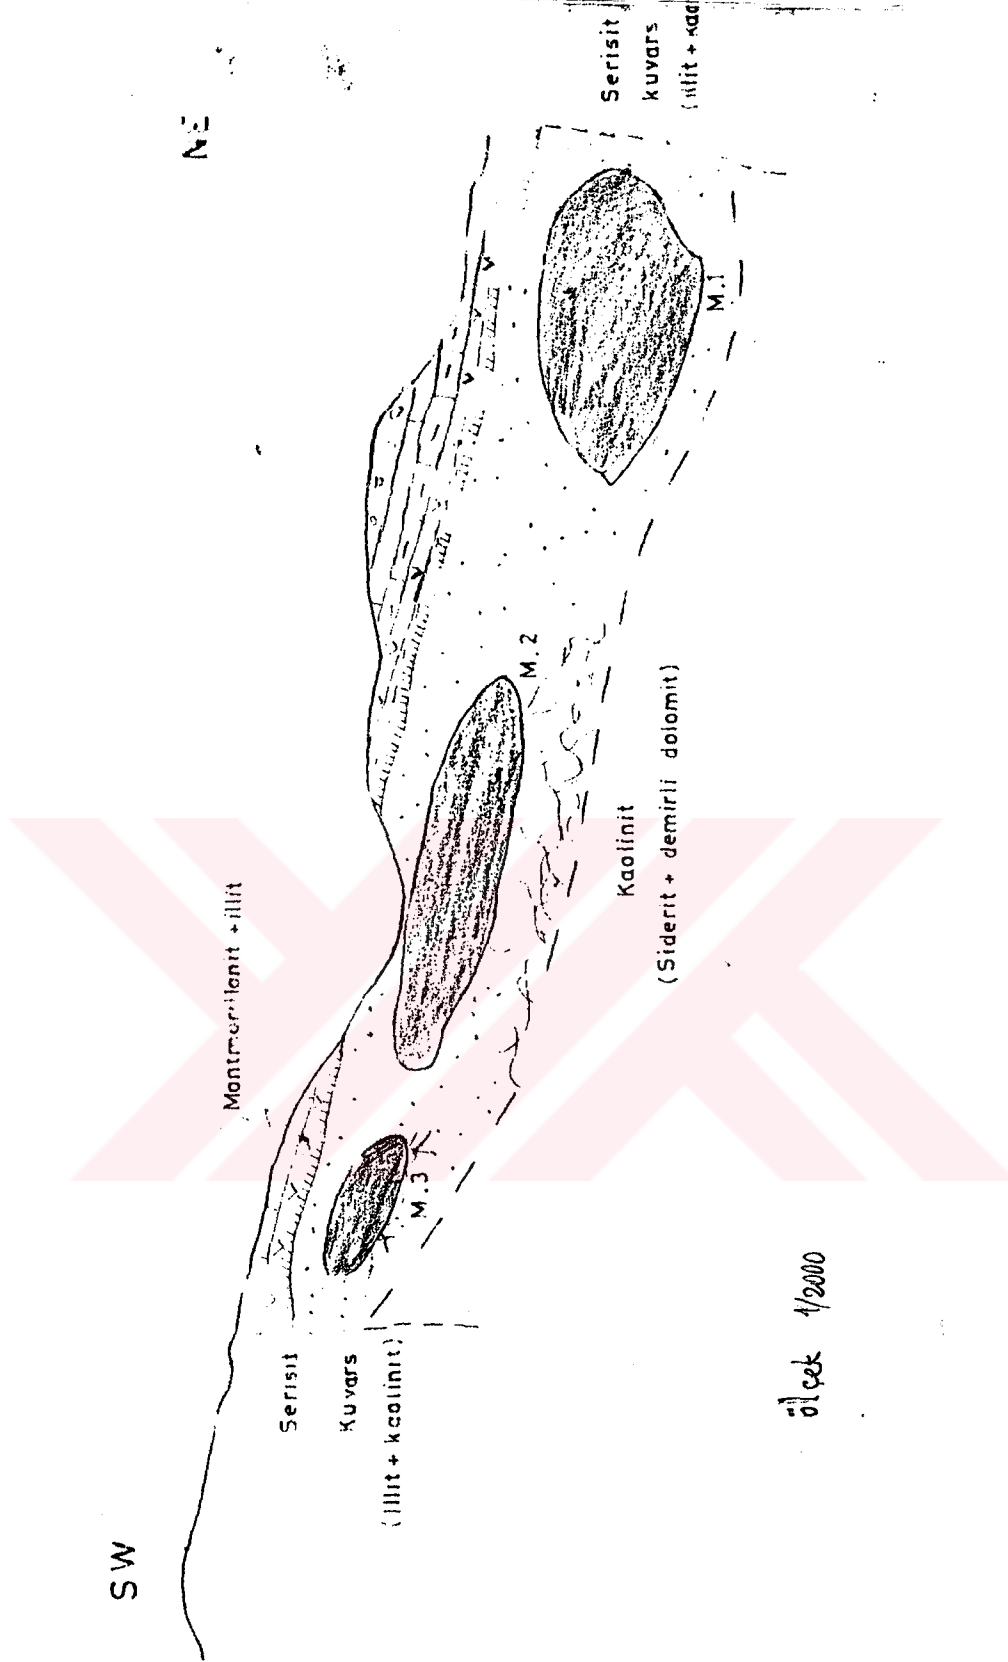 SW
NE
Montmorillonit + illit
Serisit
Kuvars
(illit + kaolinit)
M.3
M.2
M.1
Serisit
kuvars
Kaolinit
(Siderit + demirli dolomit)
ölçek 1/2000